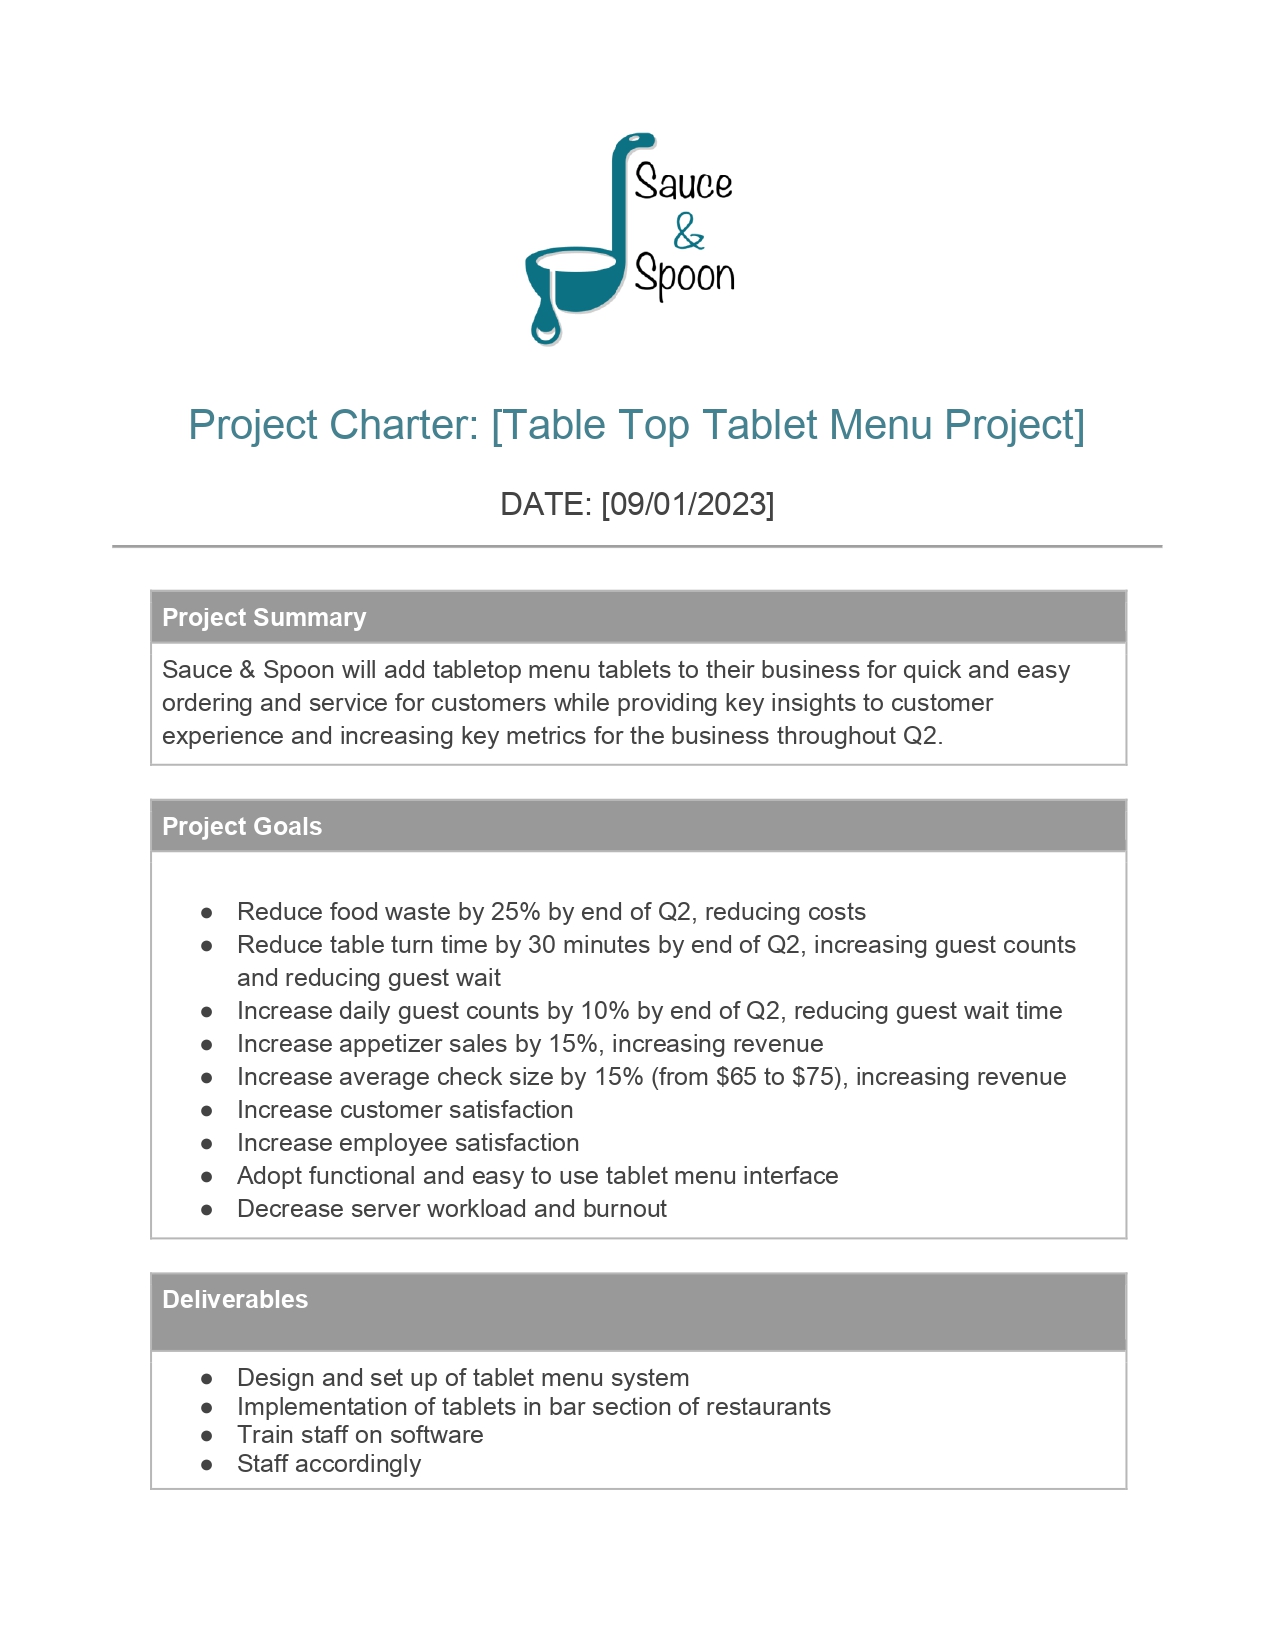 Sauce
&
Spoon
Project Charter: [Table Top Tablet Menu Project]
DATE: [09/01/2023]
Project Summary
Sauce & Spoon will add tabletop menu tablets to their business for quick and easy
ordering and service for customers while providing key insights to customer
experience and increasing key metrics for the business throughout Q2.
Project Goals
● Reduce food waste by 25% by end of Q2, reducing costs
● Reduce table turn time by 30 minutes by end of Q2, increasing guest counts
and reducing guest wait
● Increase daily guest counts by 10% by end of Q2, reducing guest wait time
● Increase appetizer sales by 15%, increasing revenue
● Increase average check size by 15% (from $65 to $75), increasing revenue
● Increase customer satisfaction
● Increase employee satisfaction
● Adopt functional and easy to use tablet menu interface
● Decrease server workload and burnout
Deliverables
● Design and set up of tablet menu system
● Implementation of tablets in bar section of restaurants
● Train staff on software
● Staff accordingly